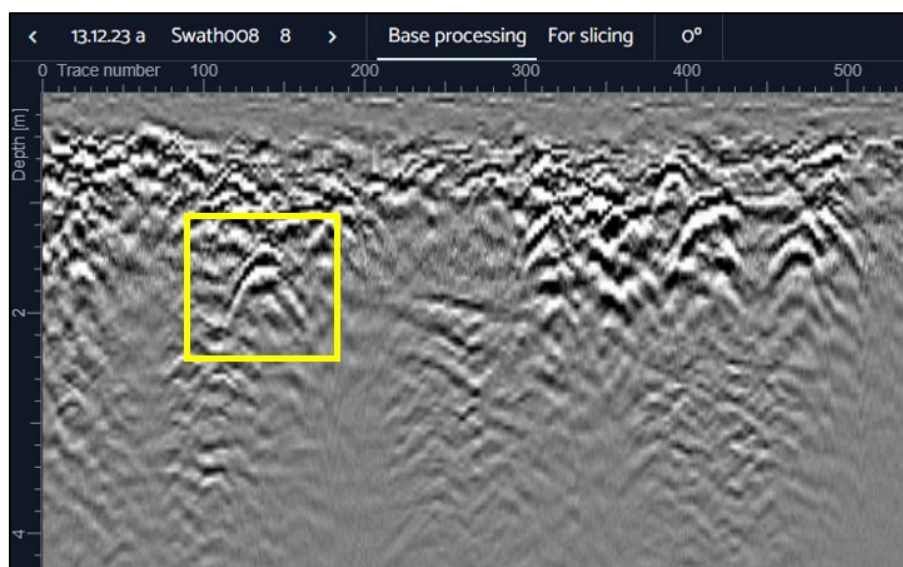 < 13.12.23 a Swath008 8 > Base processing For slicing 0°
0 Trace number 100 200 300 400 500
Depth [m]
2
4